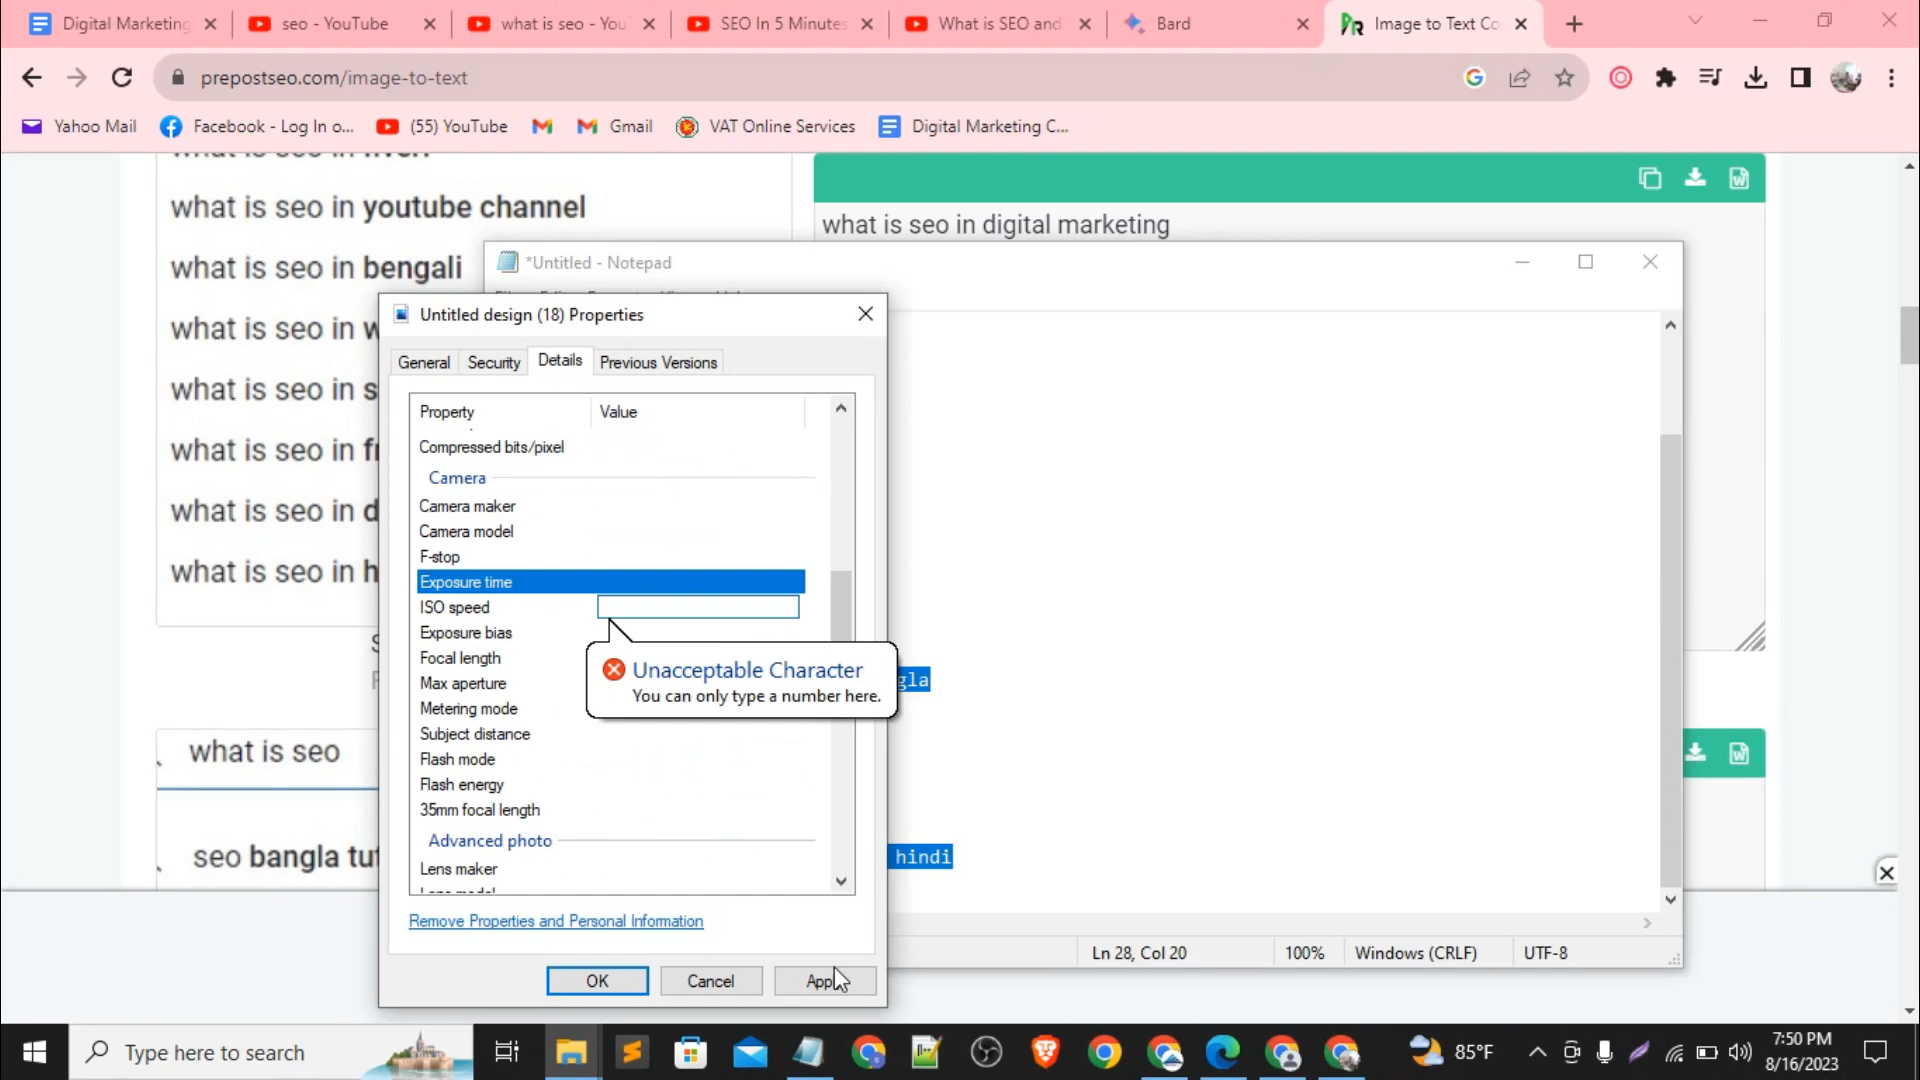 Digital Marketing
seo - YouTube
what is seo - You
SEO In 5 Minutes
What is SEO and
Bard
Image to Text Co
prepostseo.com/image-to-text
Yahoo Mail
Facebook - Log In o...
(55) YouTube
Gmail
VAT Online Services
Digital Marketing C...
what is seo in youtube channel
what is seo in bengali
what is seo in w
what is seo in s
what is seo in fr
what is seo in d
what is seo in h
what is seo in digital marketing
*Untitled - Notepad
Untitled design (18) Properties
General
Security
Details
Previous Versions
Property
Value
Compressed bits/pixel
Camera
Camera maker
Camera model
F-stop
Exposure time
ISO speed
Exposure bias
Focal length
Max aperture
Metering mode
Subject distance
Flash mode
Flash energy
35mm focal length
Advanced photo
Lens maker
Unacceptable Character
You can only type a number here.
gla
hindi
Remove Properties and Personal Information
OK
Cancel
App
Ln 28, Col 20
100%
Windows (CRLF)
UTF-8
what is seo
seo bangla tut
Type here to search
85°F
7:50 PM
8/16/2023